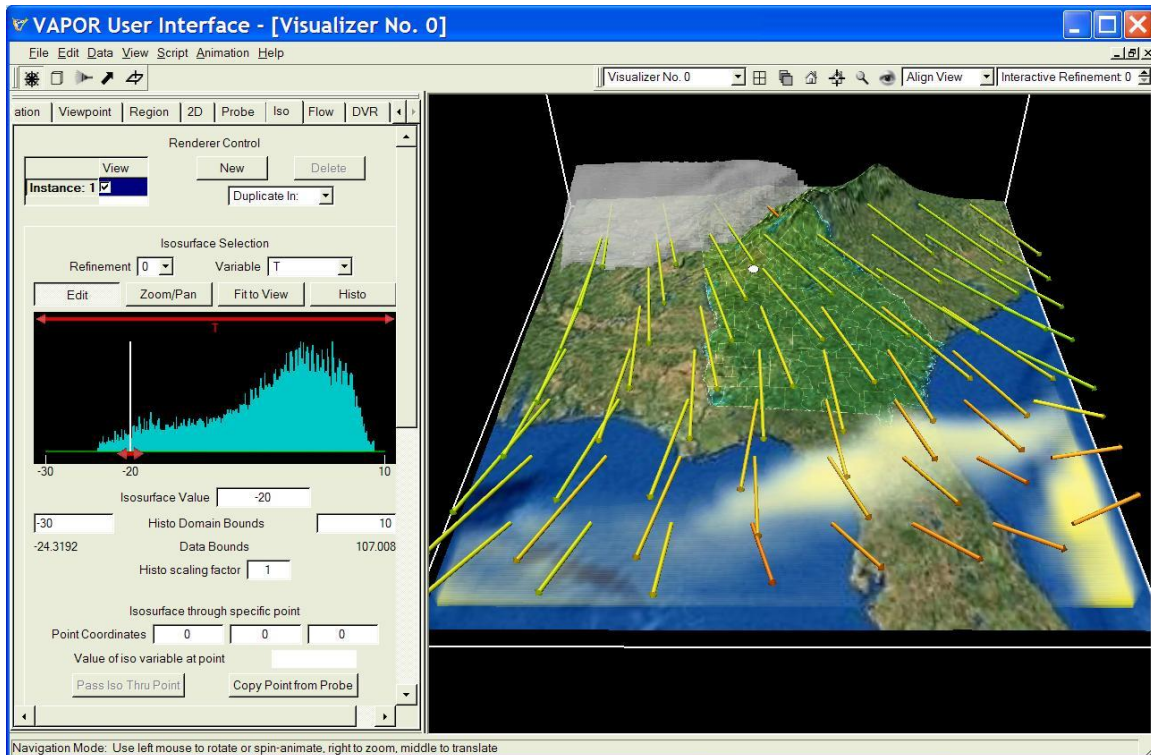 VAPOR User Interface - [Visualizer No. 0]
File Edit Data View Script Animation Help
Visualizer No. 0 Align View Interactive Refinement: 0
ation Viewpoint Region 2D Probe Iso Flow DVR
Renderer Control
View New Delete
Instance: 1 Duplicate In:
Isosurface Selection
Refinement 0 Variable T
Edit Zoom/Pan Fit to View Histo
T
-30 -20 10
Isosurface Value -20
-30 Histo Domain Bounds 10
-24.3192 Data Bounds 107.008
Histo scaling factor 1
Isosurface through specific point
Point Coordinates 0 0 0
Value of iso variable at point
Pass Iso Thru Point Copy Point from Probe
Navigation Mode: Use left mouse to rotate or spin-animate, right to zoom, middle to translate